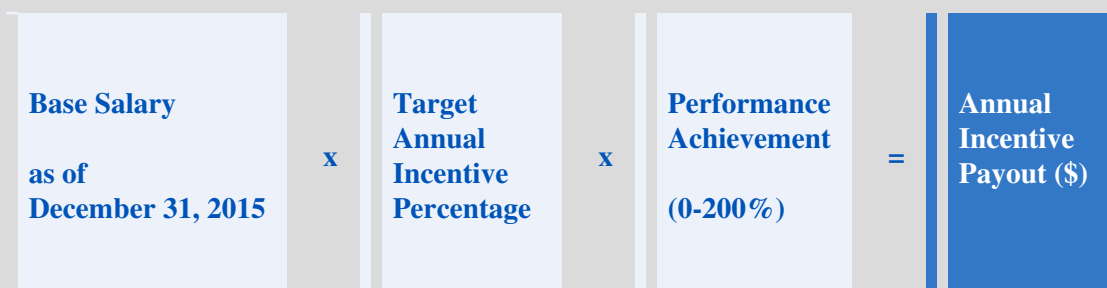 Base Salary
as of
December 31, 2015
x
Target
Annual
Incentive
Percentage
x
Performance
Achievement
(0-200%)
=
Annual
Incentive
Payout ($)